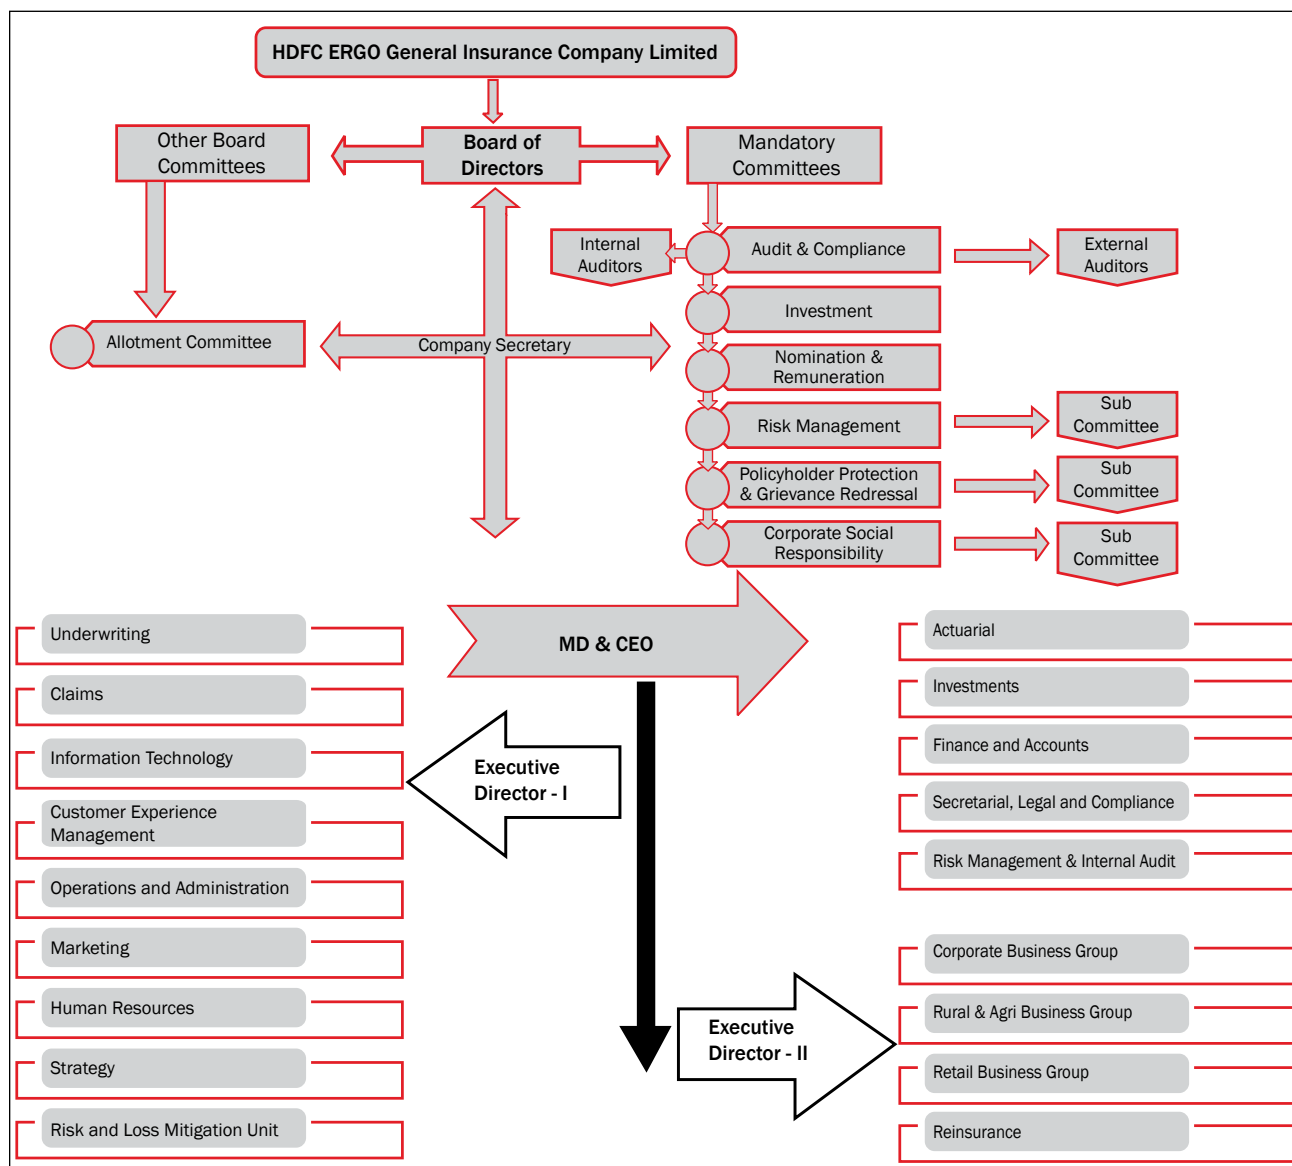 HDFC ERGO General Insurance Company Limited
Other Board
Committees
Board of
Directors
Mandatory
Committees
Internal
Auditors
Audit & Compliance
External
Auditors
Investment
Allotment Committee
Company Secretary
Nomination &
Remuneration
Risk Management
Sub
Committee
Policyholder Protection
& Grievance Redressal
Sub
Committee
Corporate Social
Responsibility
Sub
Committee
MD & CEO
Underwriting
Claims
Information Technology
Customer Experience
Management
Operations and Administration
Marketing
Human Resources
Strategy
Risk and Loss Mitigation Unit
Executive
Director - I
Actuarial
Investments
Finance and Accounts
Secretarial, Legal and Compliance
Risk Management & Internal Audit
Executive
Director - II
Corporate Business Group
Rural & Agri Business Group
Retail Business Group
Reinsurance